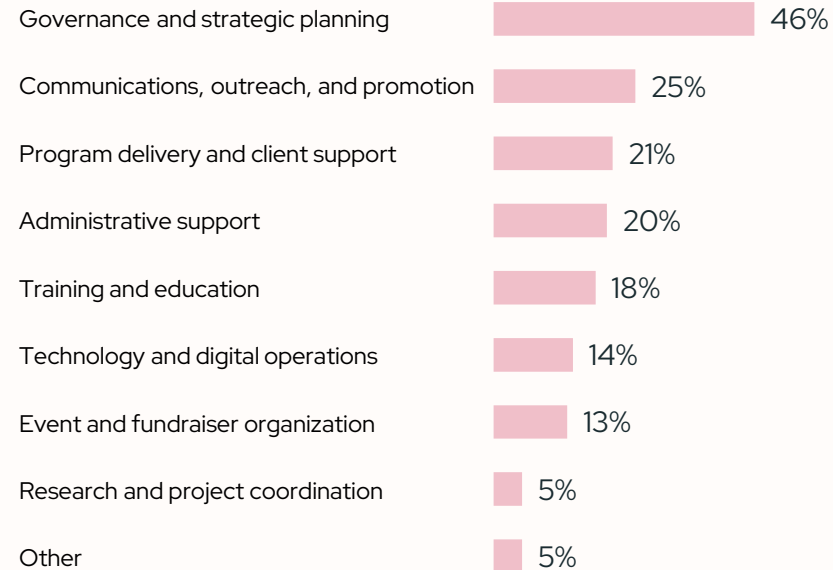 Governance and strategic planning 46%
Communications, outreach, and promotion 25%
Program delivery and client support 21%
Administrative support 20%
Training and education 18%
Technology and digital operations 14%
Event and fundraiser organization 13%
Research and project coordination 5%
Other 5%